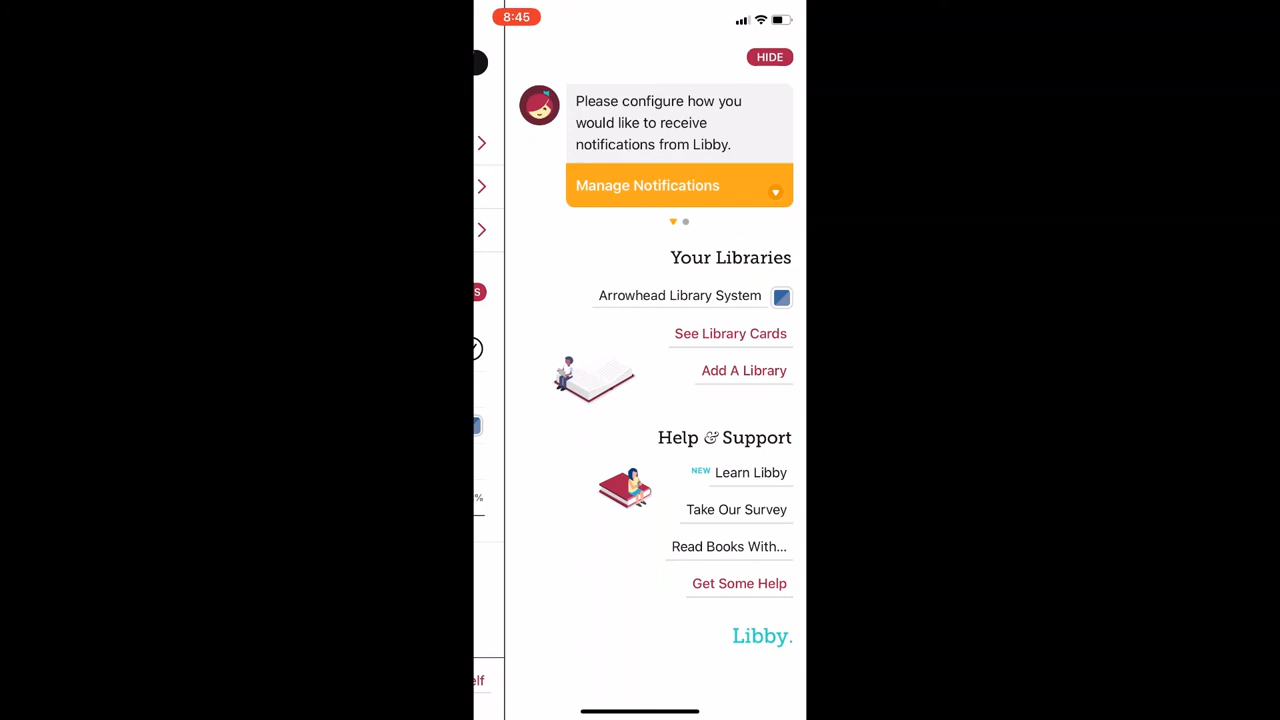 8:45
HIDE
Please configure how you
would like to receive
notifications from Libby.
Manage Notifications
Your Libraries
Arrowhead Library System
See Library Cards
Add A Library
Help & Support
NEW Learn Libby
Take Our Survey
Read Books With...
Get Some Help
Libby.
S
%
elf